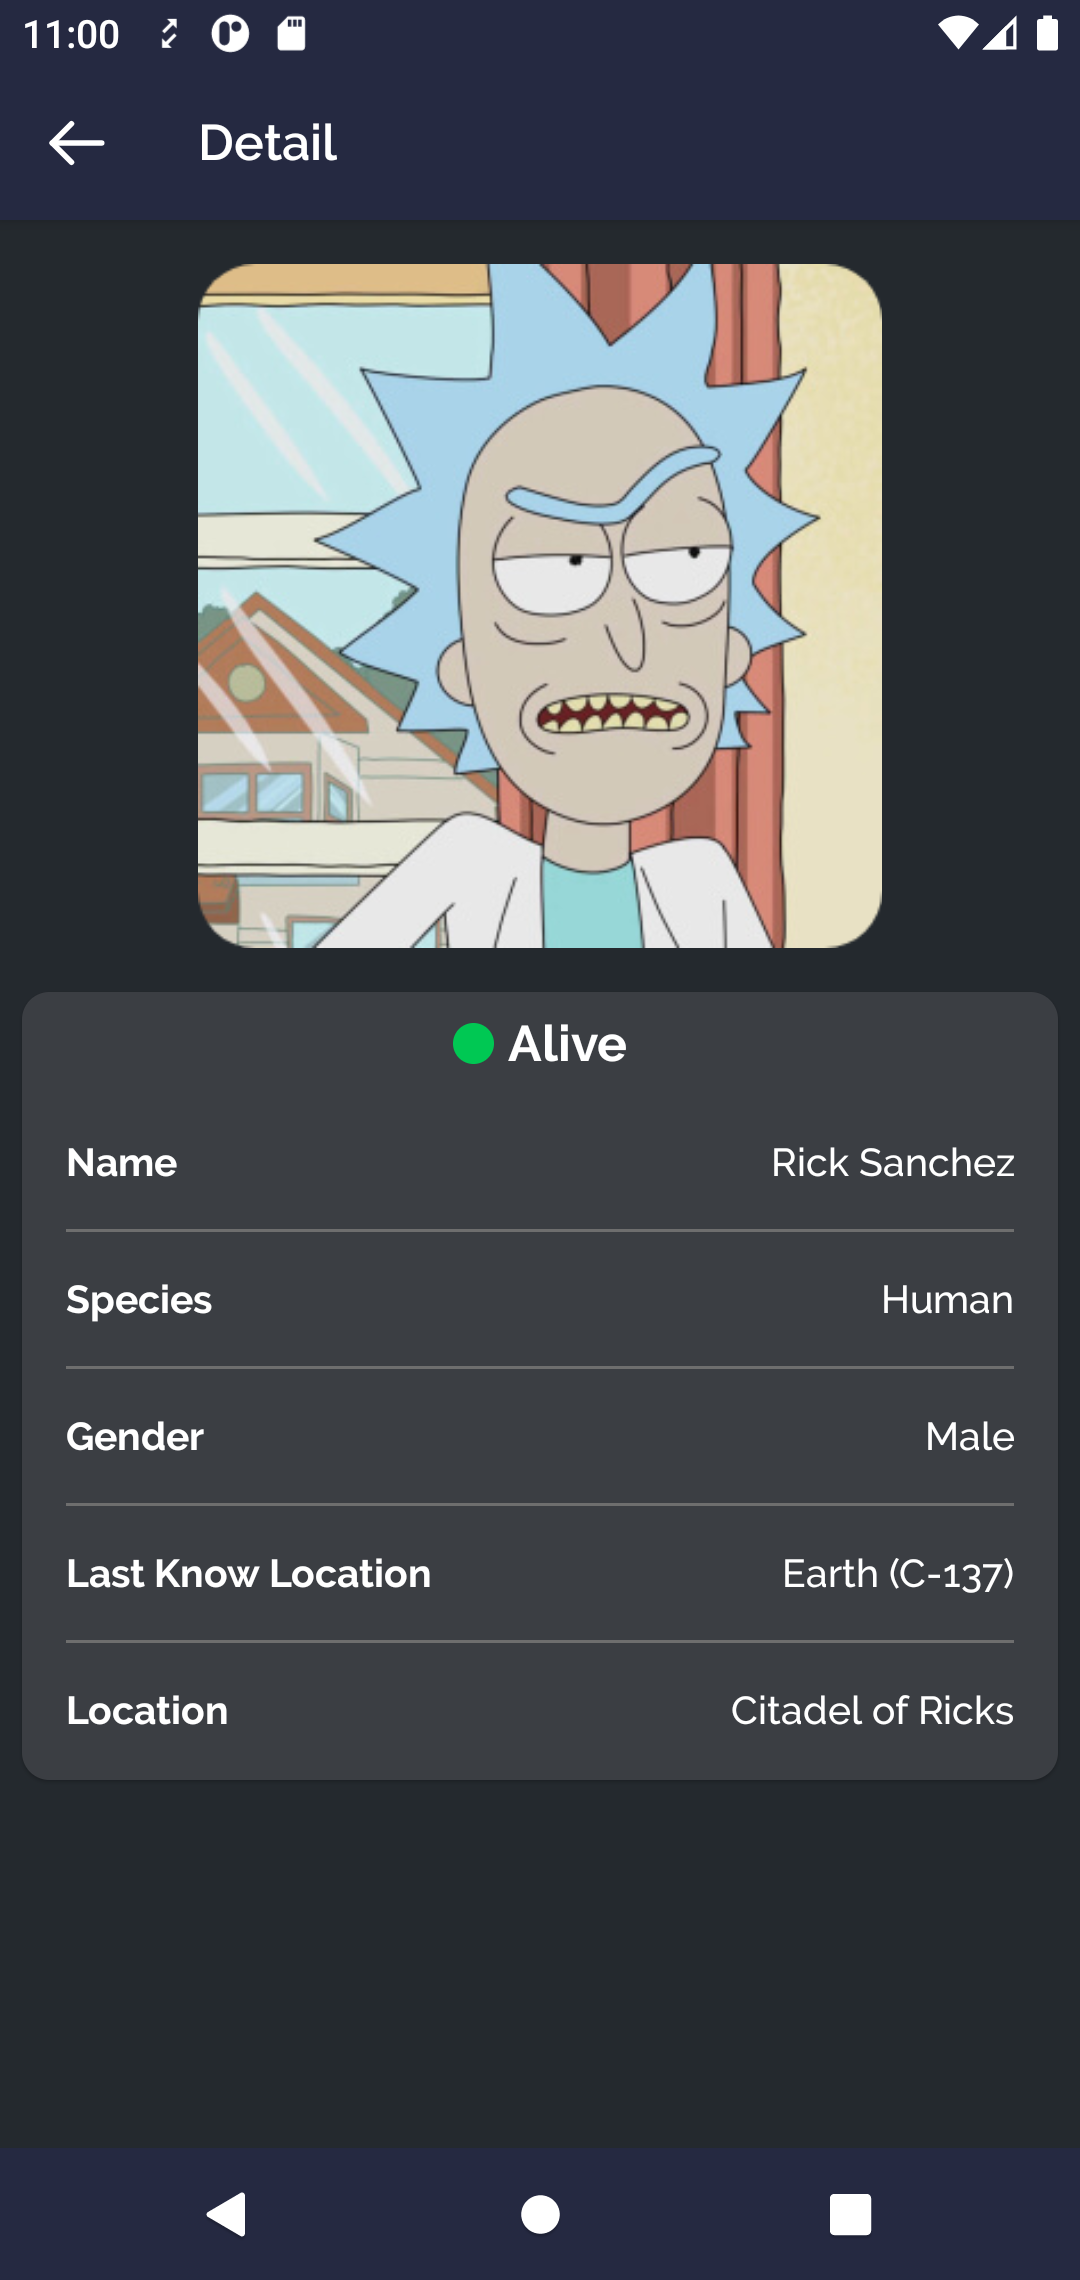 11:00
Detail
Alive
Name Rick Sanchez
Species Human
Gender Male
Last Know Location Earth (C-137)
Location Citadel of Ricks